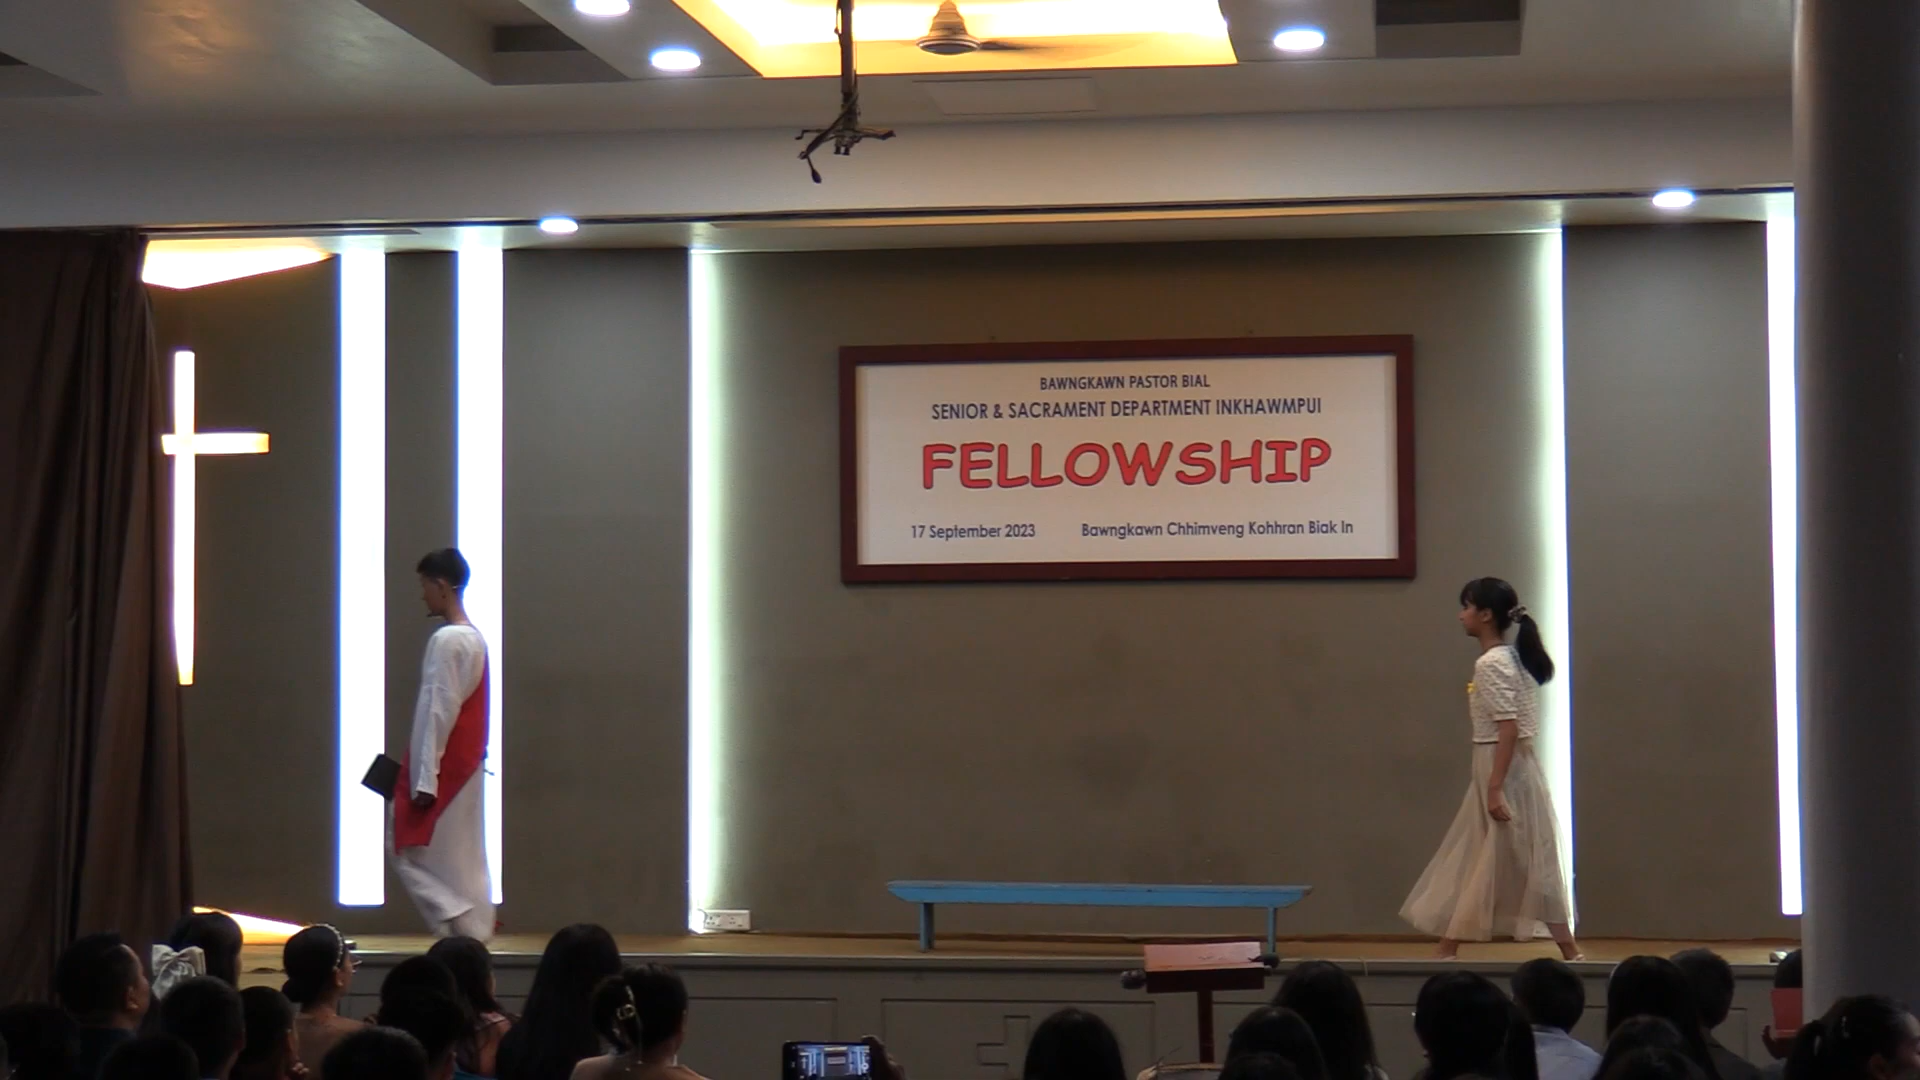 BAWNGKAWN PASTOR BIAL
SENIOR & SACRAMENT DEPARTMENT INKHAWMPUI
FELLOWSHIP
17 September 2023 Bawngkawn Chhimveng Kohhran Biak In